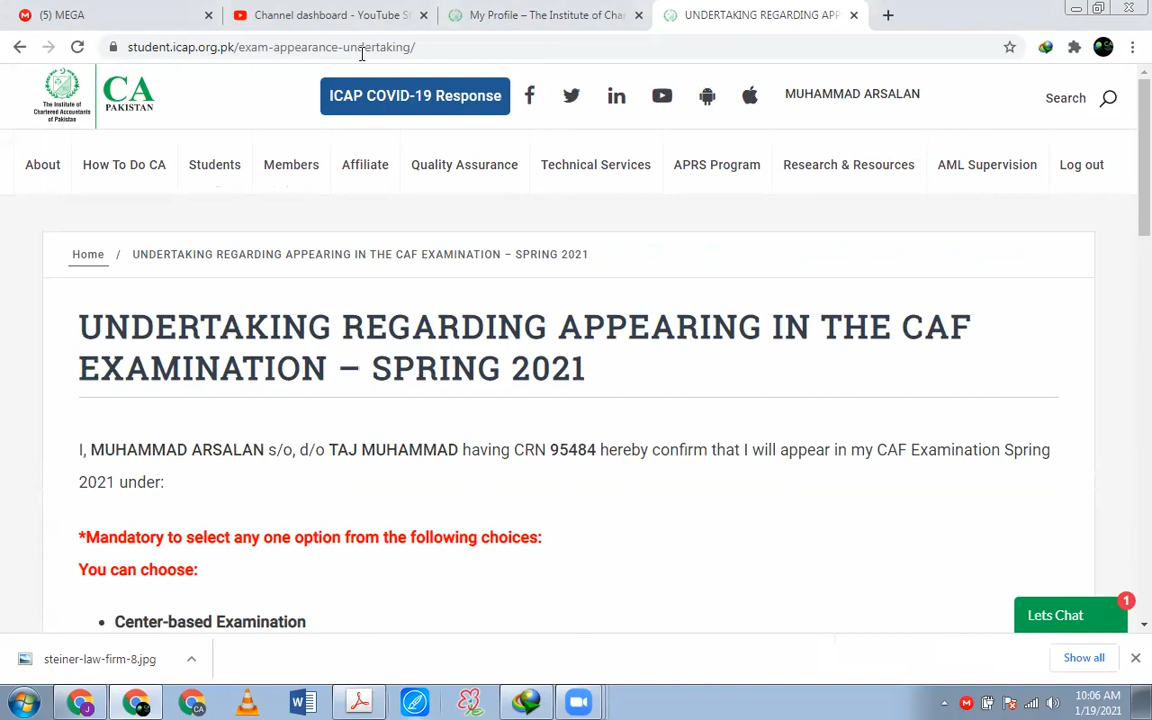 (5) MEGA
Channel dashboard - YouTube St
My Profile – The Institute of Char
UNDERTAKING REGARDING APP
student.icap.org.pk/exam-appearance-undertaking/
The Institute of
Chartered Accountants
of Pakistan
CA
PAKISTAN
ICAP COVID-19 Response
MUHAMMAD ARSALAN
Search
About How To Do CA Students Members Affiliate Quality Assurance Technical Services APRS Program Research & Resources AML Supervision Log out
Home / UNDERTAKING REGARDING APPEARING IN THE CAF EXAMINATION – SPRING 2021
UNDERTAKING REGARDING APPEARING IN THE CAF
EXAMINATION – SPRING 2021
I, MUHAMMAD ARSALAN s/o, d/o TAJ MUHAMMAD having CRN 95484 hereby confirm that I will appear in my CAF Examination Spring
2021 under:
*Mandatory to select any one option from the following choices:
You can choose:
• Center-based Examination
Lets Chat
1
steiner-law-firm-8.jpg
Show all
10:06 AM
1/19/2021